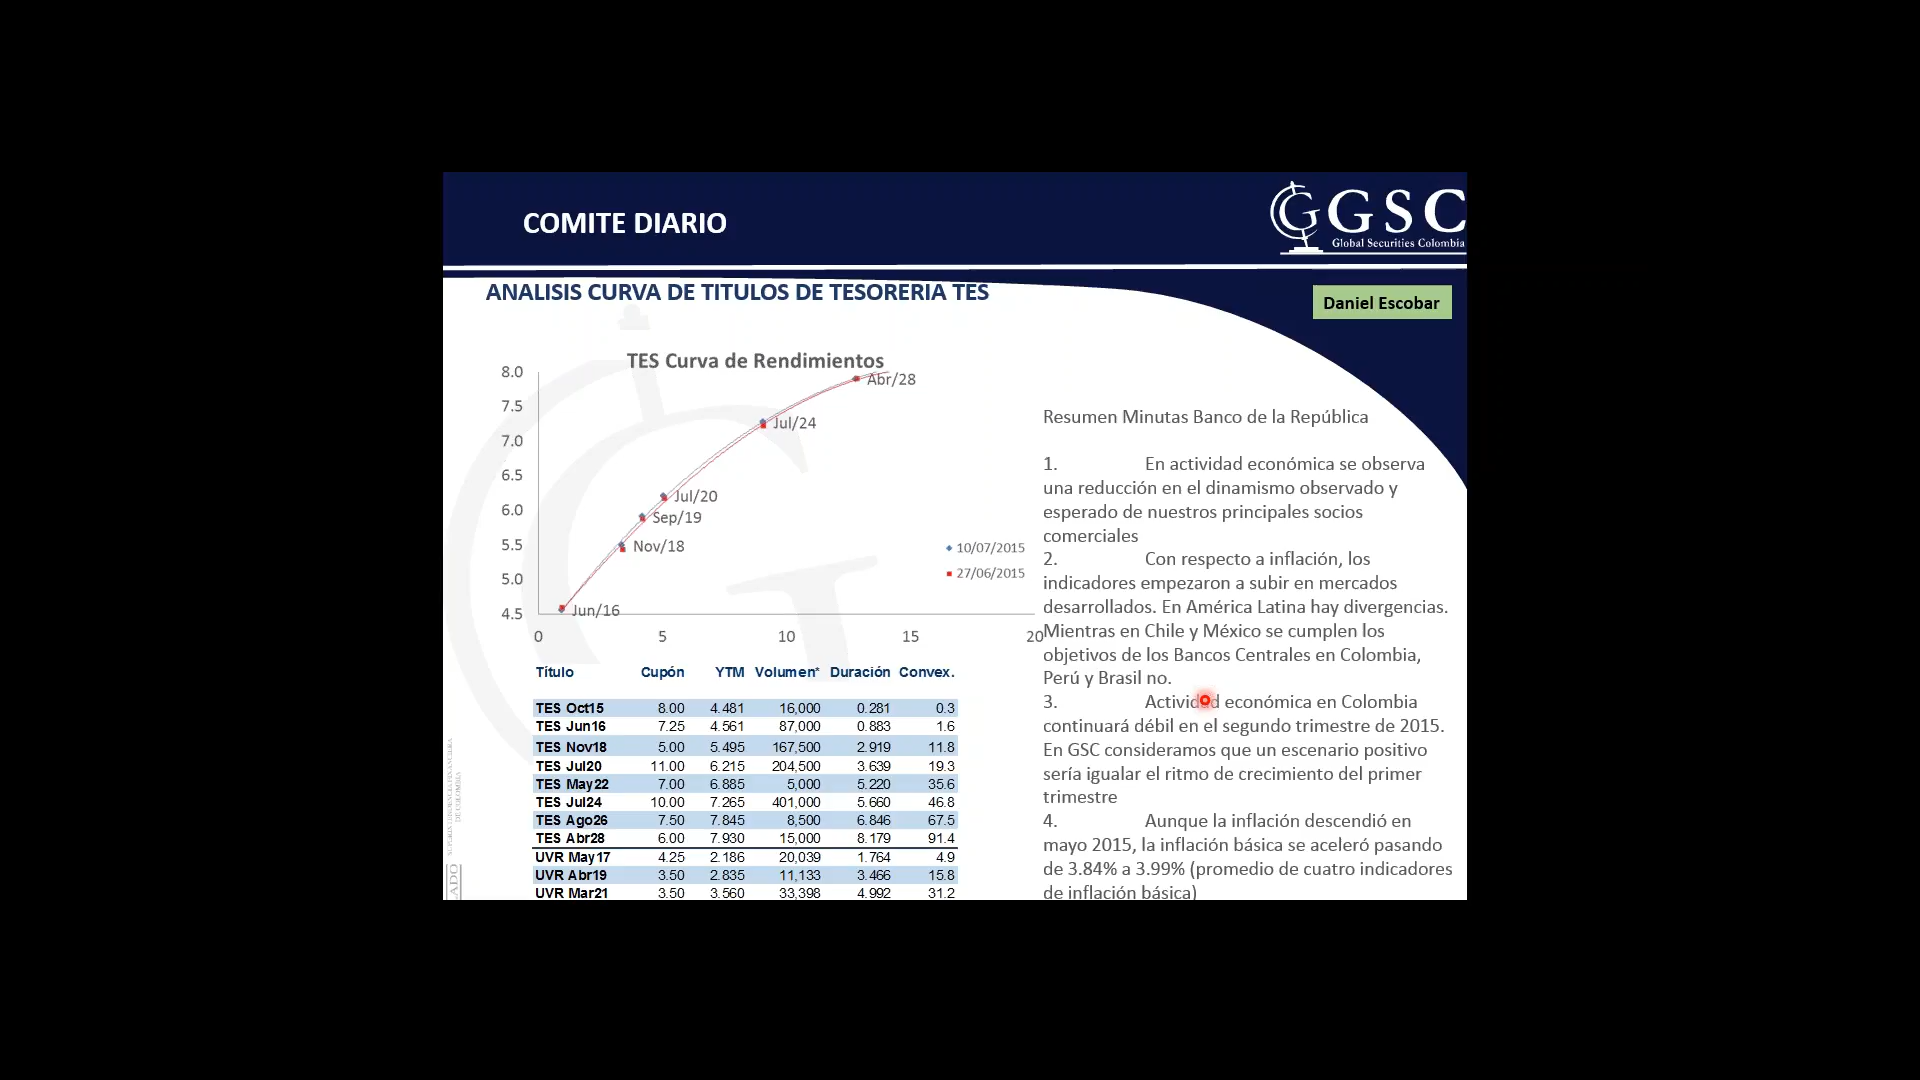 COMITE DIARIO
GGSC
Global Securities Colombia
ANALISIS CURVA DE TITULOS DE TESORERIA TES
Daniel Escobar
TES Curva de Rendimientos
8.0
7.5
7.0
6.5
6.0
5.5
5.0
4.5
0 5 10 15 20
Abr/28
Jul/24
Jul/20
Sep/19
Nov/18
Jun/16
10/07/2015
27/06/2015
Título Cupón YTM Volumen* Duración Convex.
TES Oct15 8.00 4.481 16,000 0.281 0.3
TES Jun16 7.25 4.561 87,000 0.883 1.6
TES Nov18 5.00 5.495 167,500 2.919 11.8
TES Jul20 11.00 6.215 204,500 3.639 19.3
TES May22 7.00 6.885 5,000 5.220 35.6
TES Jul24 10.00 7.265 401,000 5.660 46.8
TES Ago26 7.50 7.845 8,500 6.846 67.5
TES Abr28 6.00 7.930 15,000 8.179 91.4
UVR May17 4.25 2.186 20,039 1.764 4.9
UVR Abr19 3.50 2.835 11,133 3.466 15.8
UVR Mar21 3.50 3.560 33,398 4.992 31.2
Resumen Minutas Banco de la República
1. En actividad económica se observa
una reducción en el dinamismo observado y
esperado de nuestros principales socios
comerciales
2. Con respecto a inflación, los
indicadores empezaron a subir en mercados
desarrollados. En América Latina hay divergencias.
Mientras en Chile y México se cumplen los
objetivos de los Bancos Centrales en Colombia,
Perú y Brasil no.
3. Actividad económica en Colombia
continuará débil en el segundo trimestre de 2015.
En GSC consideramos que un escenario positivo
sería igualar el ritmo de crecimiento del primer
trimestre
4. Aunque la inflación descendió en
mayo 2015, la inflación básica se aceleró pasando
de 3.84% a 3.99% (promedio de cuatro indicadores
de inflación básica)